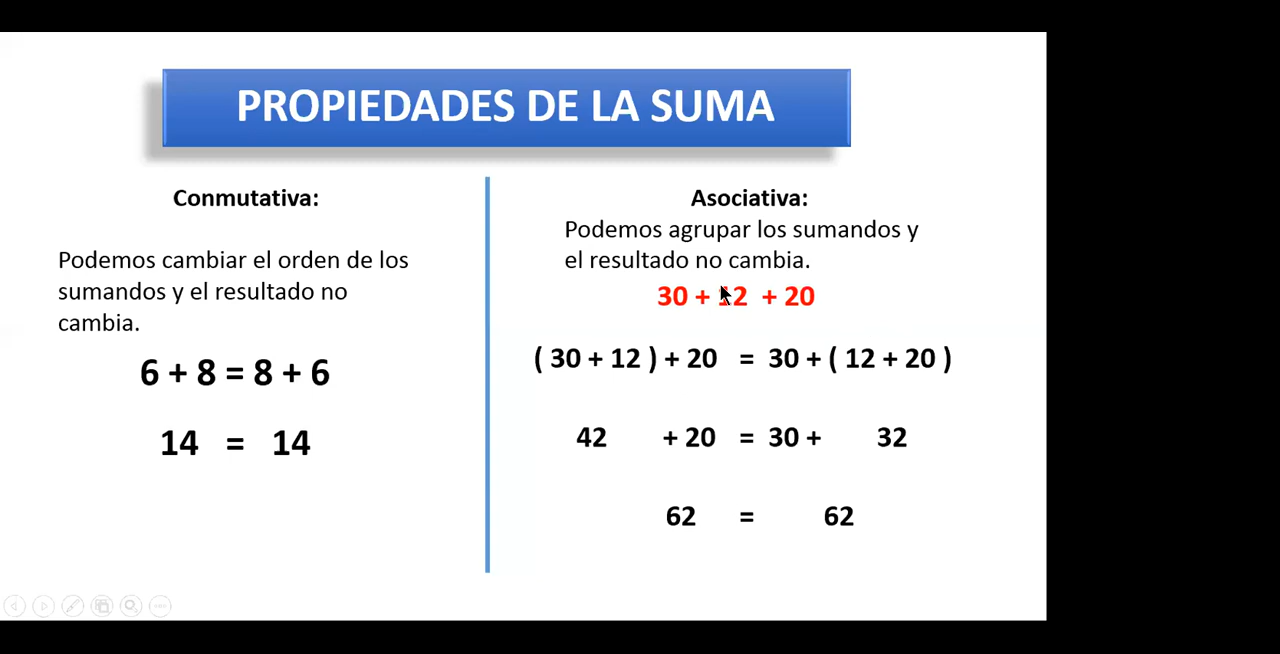 PROPIEDADES DE LA SUMA
Conmutativa:
Podemos cambiar el orden de los
sumandos y el resultado no
cambia.
6 + 8 = 8 + 6
14 = 14
Asociativa:
Podemos agrupar los sumandos y
el resultado no cambia.
30 + 12 + 20
( 30 + 12 ) + 20 = 30 + ( 12 + 20 )
42 + 20 = 30 + 32
62 = 62